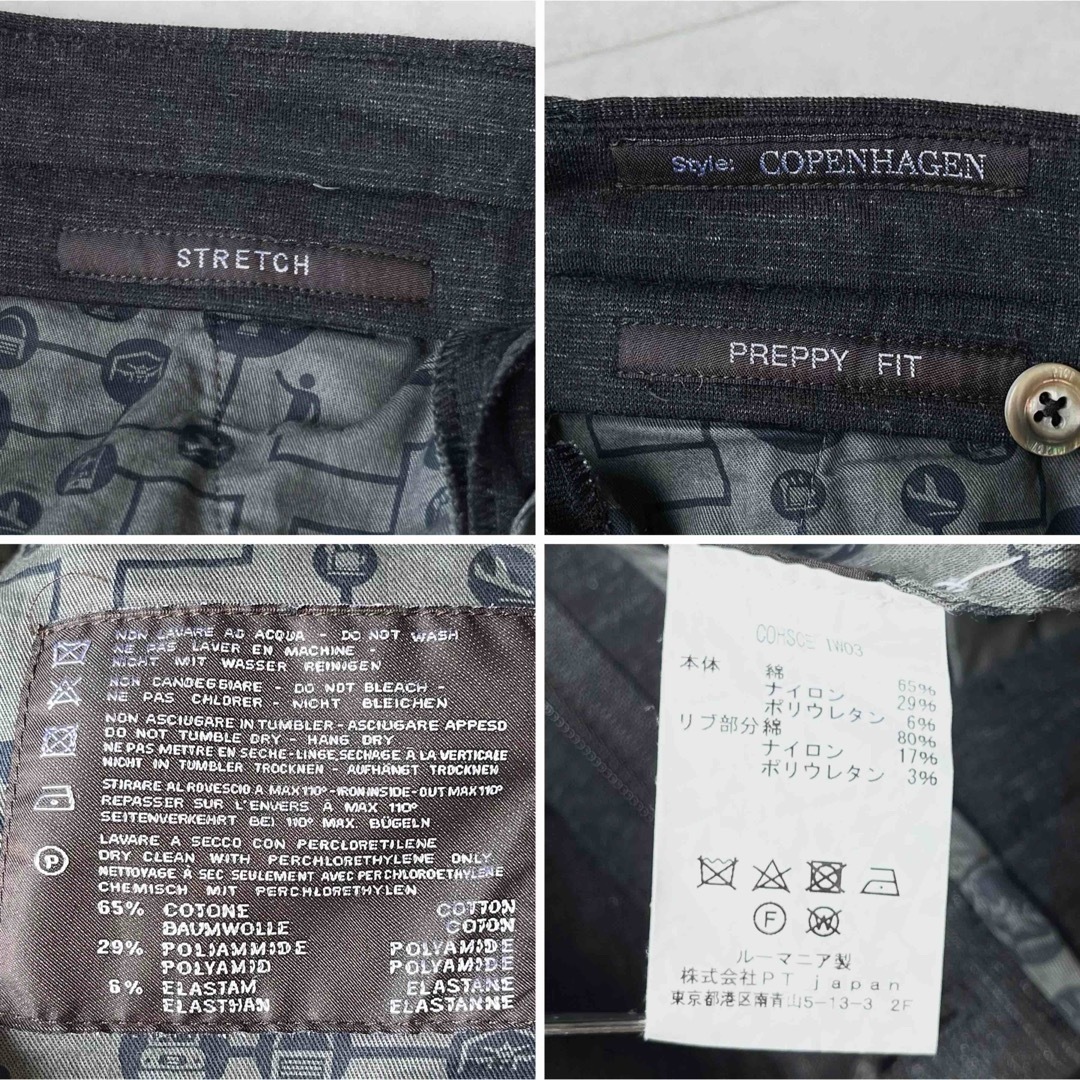 STRETCH
Style: COPENHAGEN
PREPPY FIT
NON LAVARE AD ACQUA - DO NOT WASH
NE PAS LAVER EN MACHINE -
NICHT MIT WASSER REINIGEN
NON CANDEGGIARE - DO NOT BLEACH -
NE PAS CHLORER - NICHT BLEICHEN
NON ASCIUGARE IN TUMBLER - ASCIUGARE APPESO
DO NOT TUMBLE DRY - HANG DRY
NE PAS METTRE EN SECHE-LINGE, SECHAGE À LA VERTICALE
NICHT IN TUMBLER TROCKNEN - AUFHÄNGT TROCKNEN
STIRARE AL ROVESCIO A MAX 110° - IRON INSIDE-OUT MAX 110°
REPASSER SUR L'ENVERS À MAX 110°
SEITENVERKEHRT BEI 110° MAX. BÜGELN
P
LAVARE A SECCO CON PERCLORETILENE
DRY CLEAN WITH PERCHLORETHYLENE ONLY
NETTOYAGE À SEC SEULEMENT AVEC PERCHLOROETHYLENE
CHEMISCH MIT PERCHLORETHYLEN
65% COTONE COTTON
BAUMWOLLE COTON
29% POLIAMMIDE POLYAMIDE
POLYAMID POLYAMIDE
6% ELASTAM ELASTANE
ELASTHAN ELASTANNE
本体 綿 65%
ナイロン 29%
ポリウレタン 6%
リブ部分 綿 80%
ナイロン 17%
ポリウレタン 3%
F W
ルーマニア製
株式会社PT japan
東京都港区南青山5-13-3 2F